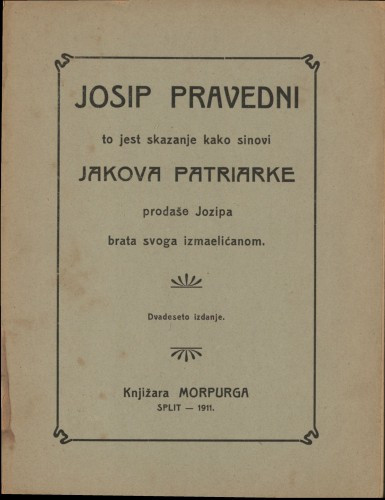 JOSIP PRAVEDNI
to jest skazanje kako sinovi
JAKOVA PATRIARKE
prodaše Jozipa
brata svoga izmaelićanom.
Dvadeseto izdanje.
Knjižara MORPURGA
SPLIT — 1911.